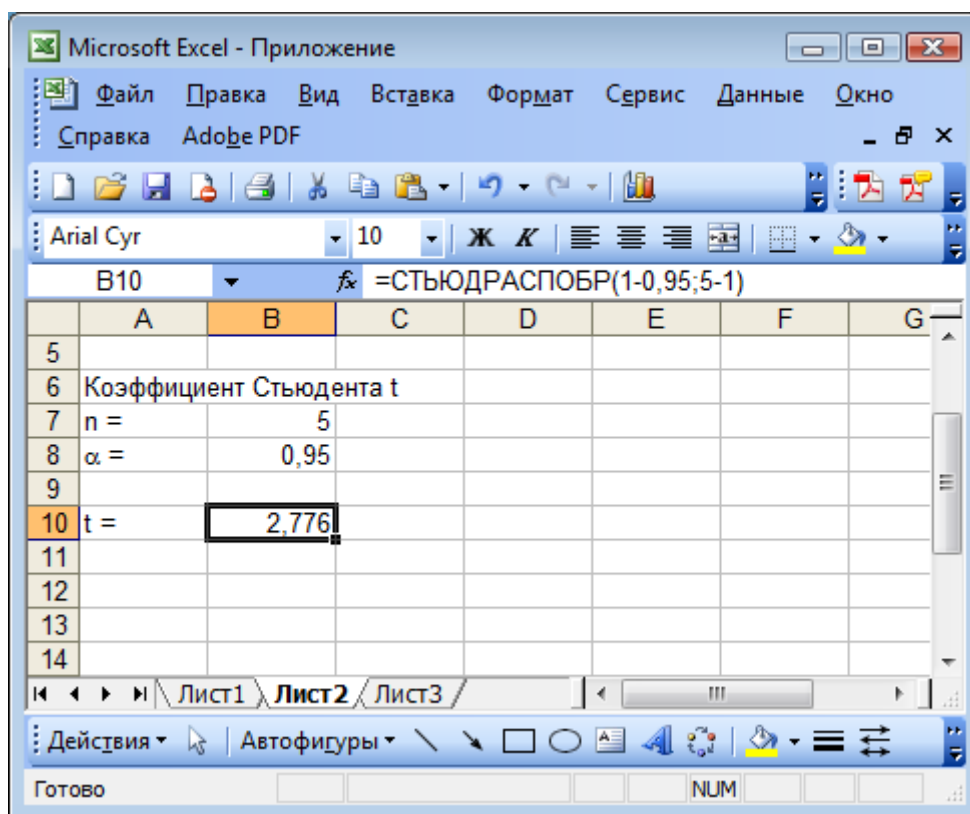 Microsoft Excel - Приложение
Файл Правка Вид Вставка Формат Сервис Данные Окно
Справка Adobe PDF
Arial Cyr 10 Ж К
B10 fx =СТЬЮДРАСПОБР(1-0,95;5-1)
A B C D E F G
5
6 Коэффициент Стьюдента t
7 n = 5
8 α = 0,95
9
10 t = 2,776
11
12
13
14
Лист1 Лист2 Лист3
Действия Автофигуры
Готово NUM